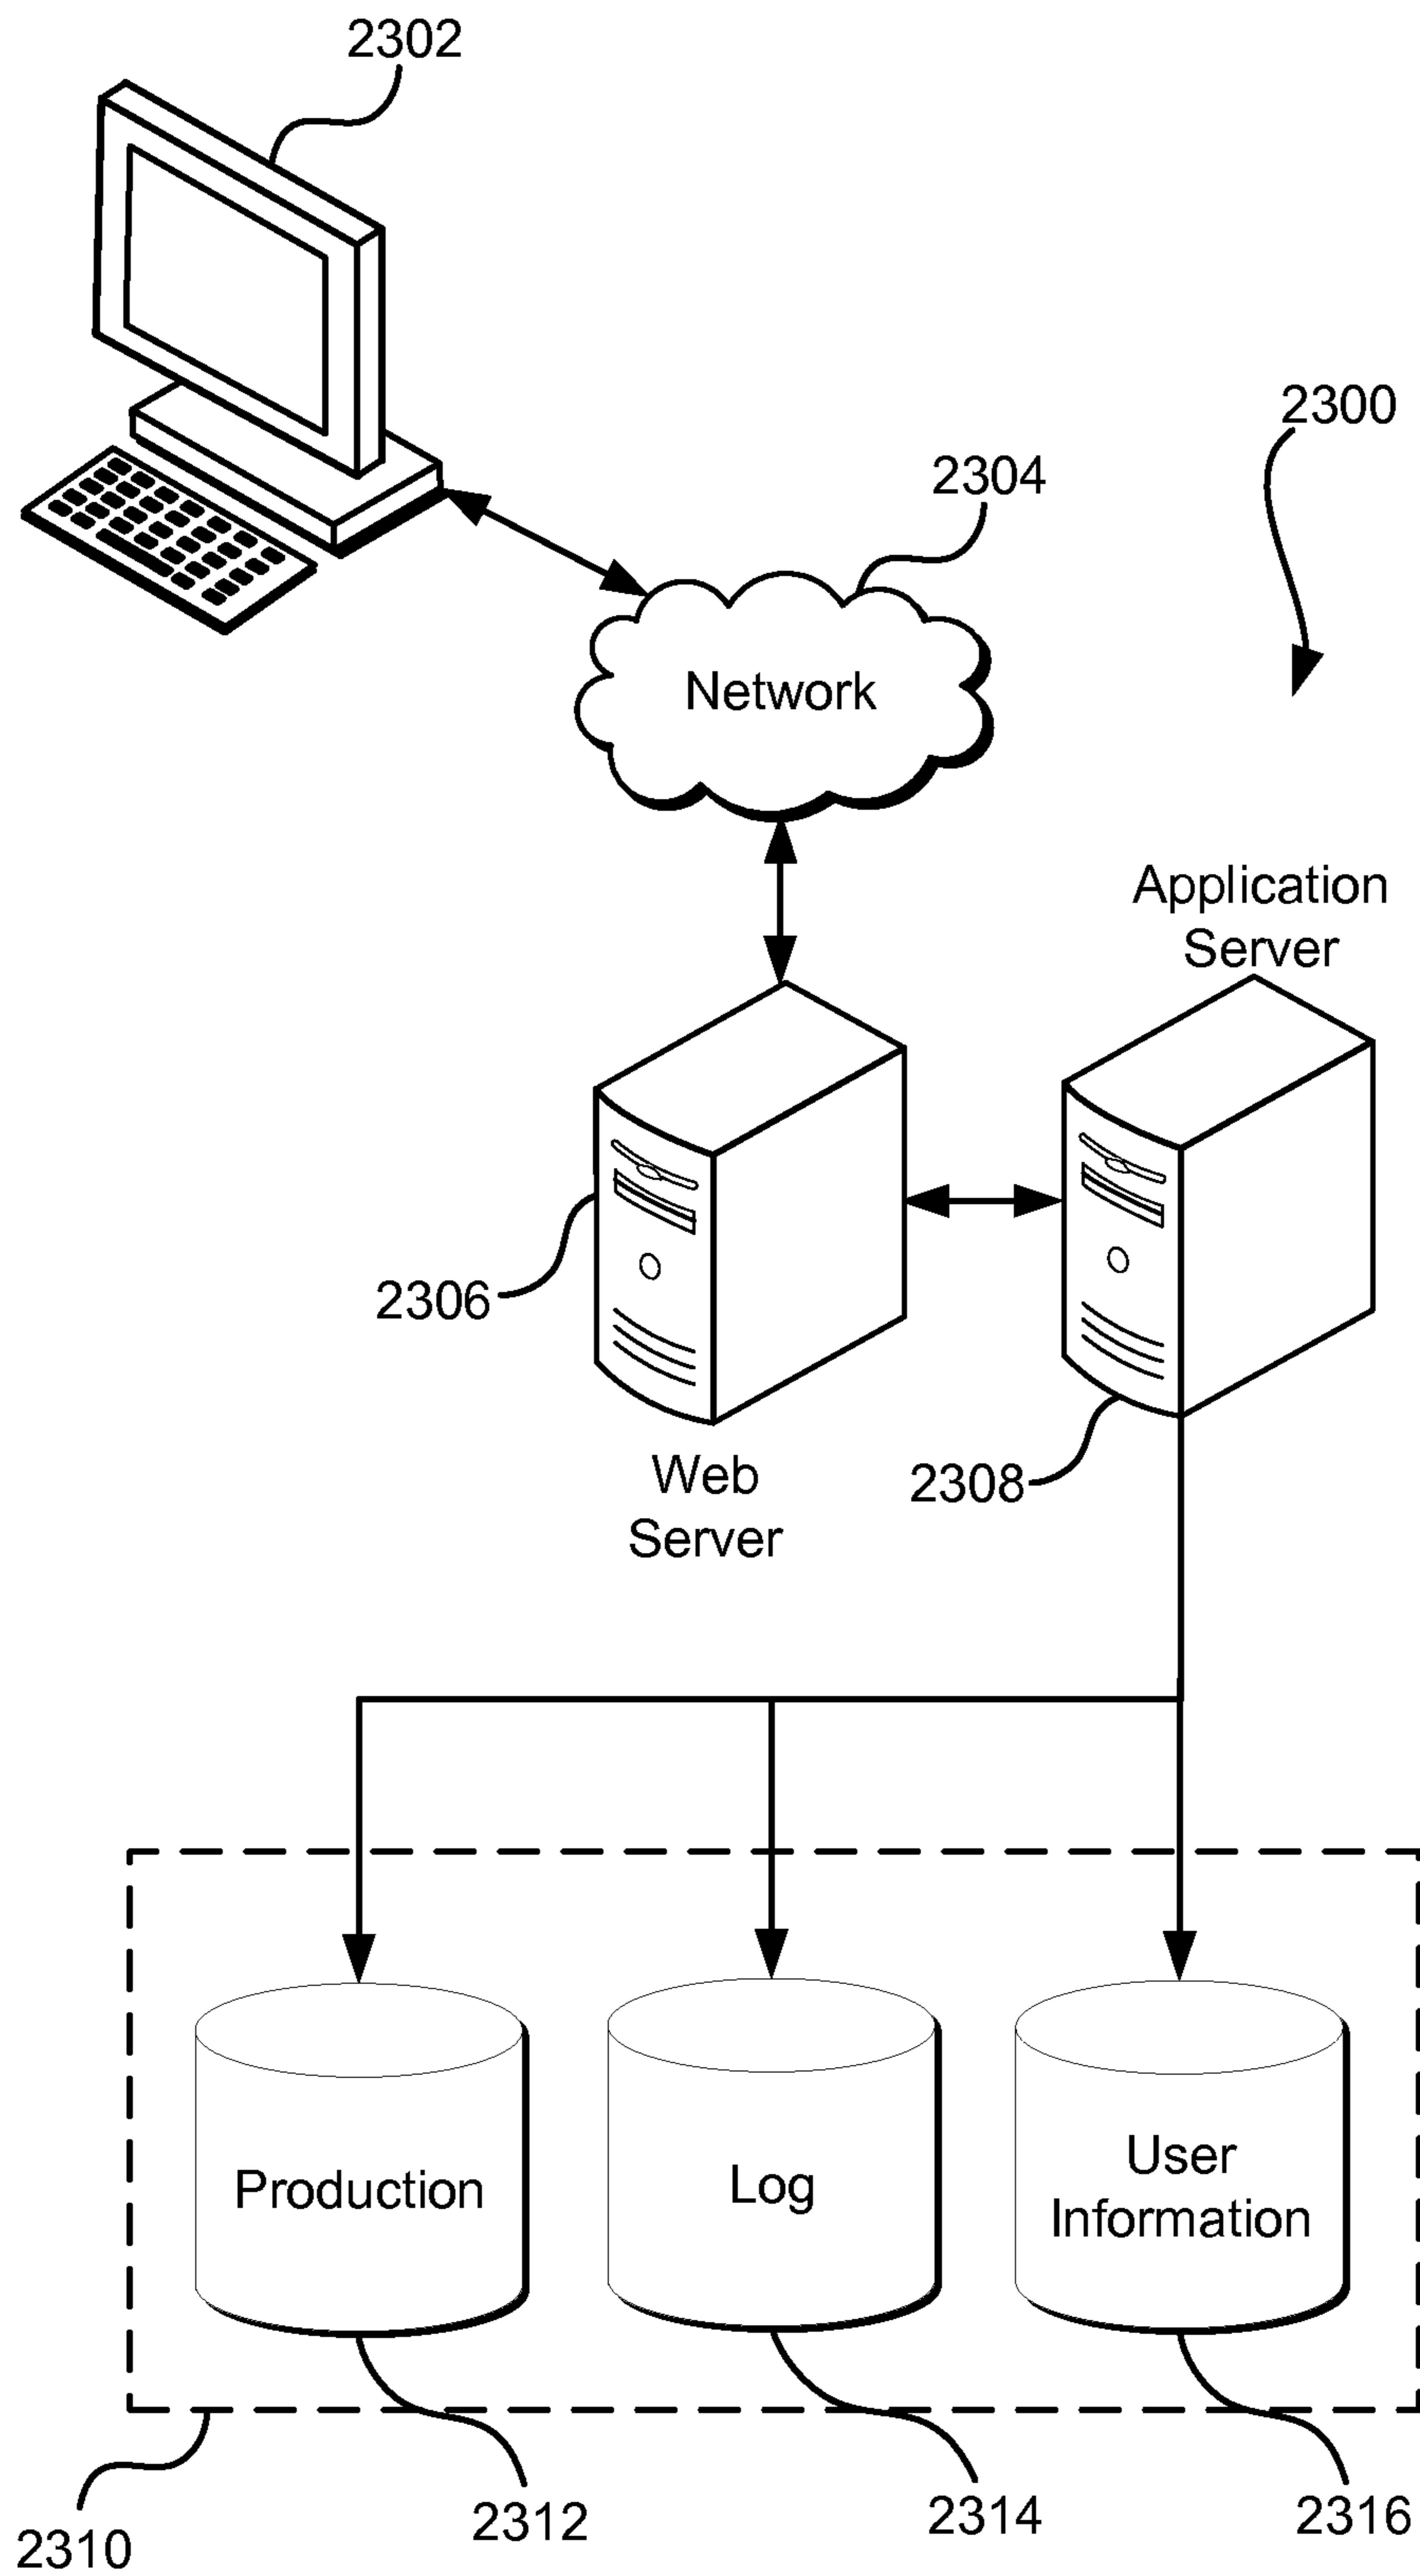 2302
2300
2304
Network
Application
Server
2306
Web
Server
2308
Production
Log
User
Information
2310
2312
2314
2316